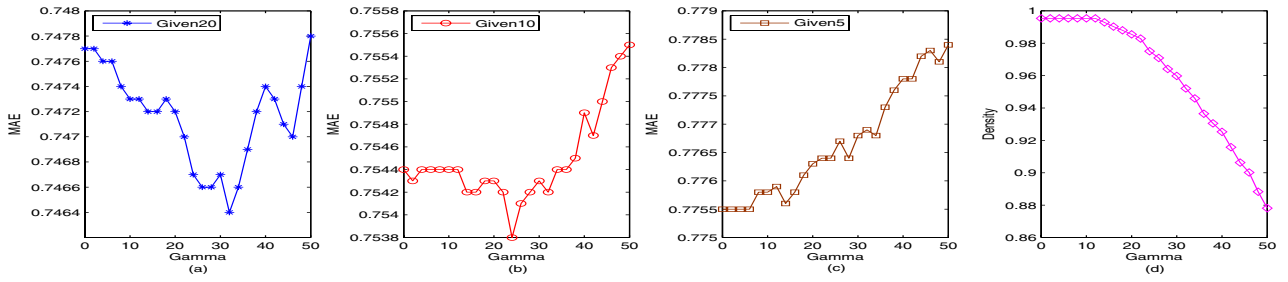 0.748
0.7478
0.7476
0.7474
0.7472
0.747
0.7468
0.7466
0.7464
MAE
Given20
0 10 20 30 40 50
Gamma
(a)
0.7558
0.7556
0.7554
0.7552
0.755
0.7548
0.7546
0.7544
0.7542
0.754
0.7538
MAE
Given10
0 10 20 30 40 50
Gamma
(b)
0.779
0.7785
0.778
0.7775
0.777
0.7765
0.776
0.7755
0.775
MAE
Given5
0 10 20 30 40 50
Gamma
(c)
1
0.98
0.96
0.94
0.92
0.9
0.88
0.86
Density
0 10 20 30 40 50
Gamma
(d)